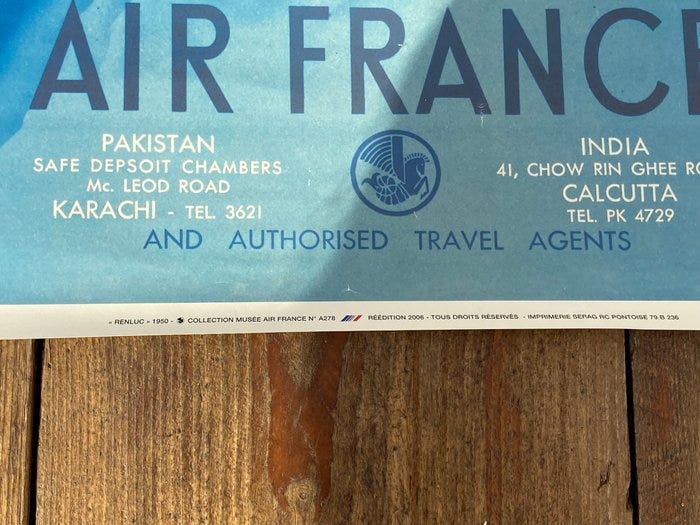 AIR FRANCE
PAKISTAN
SAFE DEPSOIT CHAMBERS
Mc. LEOD ROAD
KARACHI - TEL. 3621
INDIA
41, CHOW RIN GHEE RO
CALCUTTA
TEL. PK 4729
AND AUTHORISED TRAVEL AGENTS
« RENLUC » 1950 - COLLECTION MUSÉE AIR FRANCE N° A278 RÉÉDITION 2006 - TOUS DROITS RÉSERVÉS - IMPRIMERIE SERAG RC PONTOISE 79 B 236